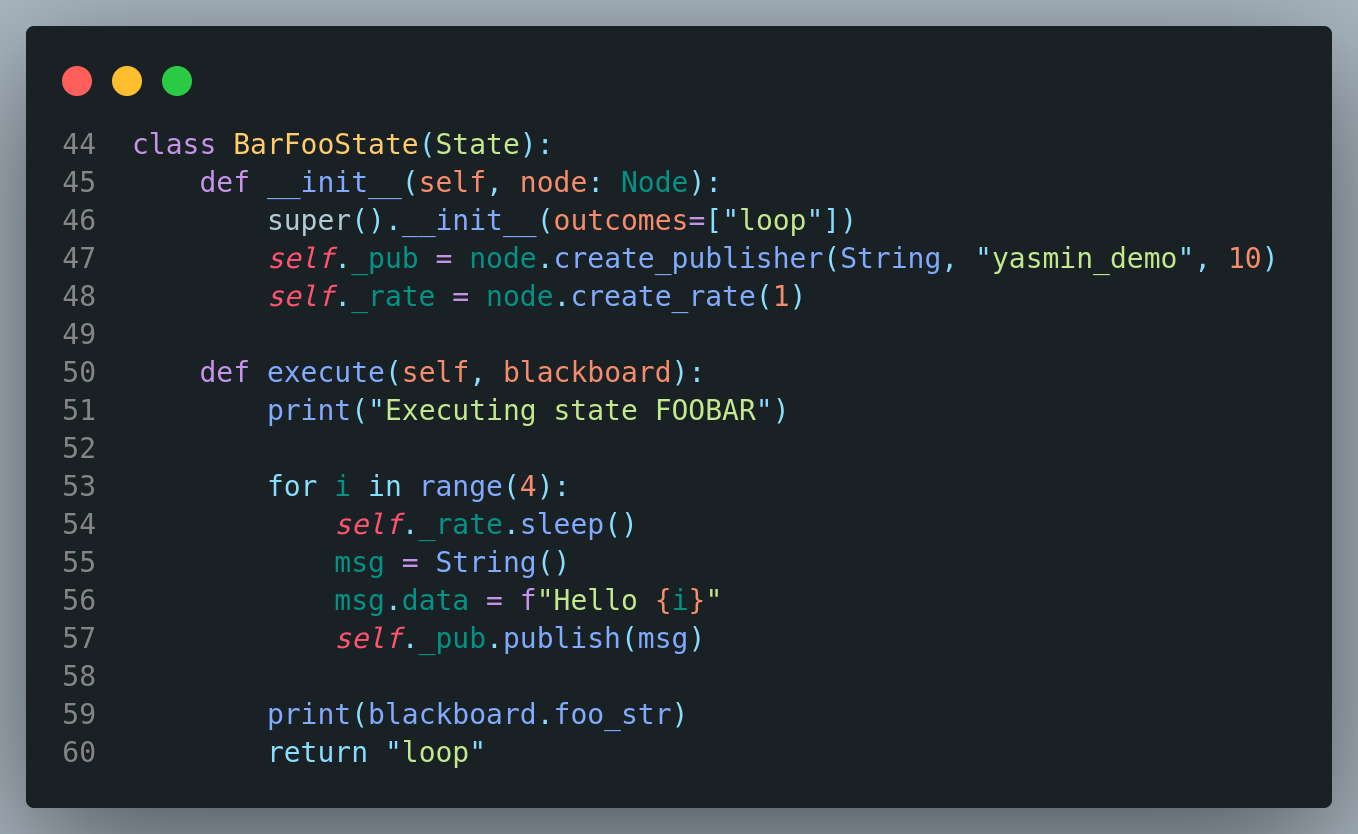 44 class BarFooState(State):
45     def __init__(self, node: Node):
46         super().__init__(outcomes=["loop"])
47         self._pub = node.create_publisher(String, "yasmin_demo", 10)
48         self._rate = node.create_rate(1)
49
50     def execute(self, blackboard):
51         print("Executing state FOOBAR")
52
53         for i in range(4):
54             self._rate.sleep()
55             msg = String()
56             msg.data = f"Hello {i}"
57             self._pub.publish(msg)
58
59         print(blackboard.foo_str)
60         return "loop"